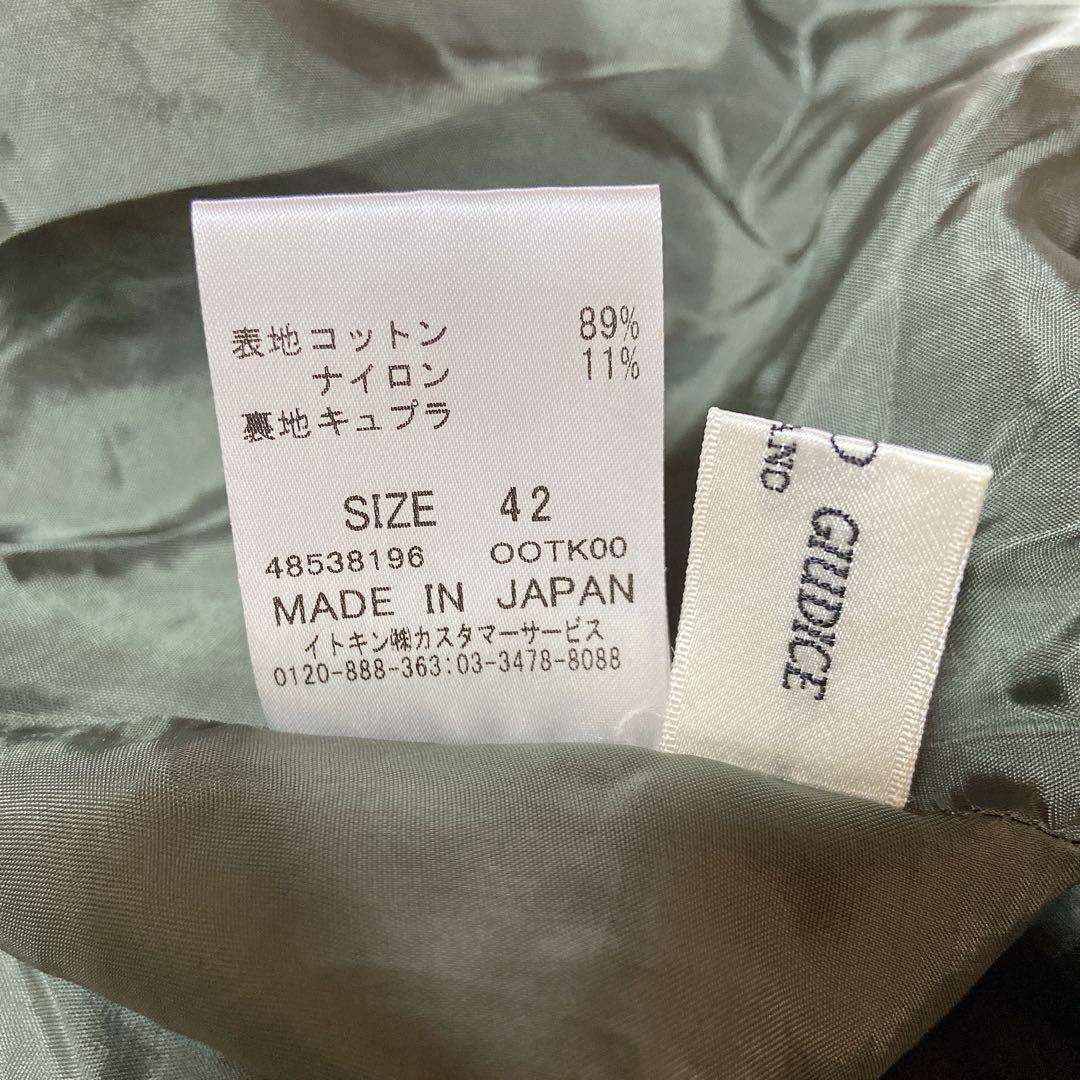 表地コットン 89%
ナイロン 11%
裏地キュプラ
SIZE 42
48538196 OOTK00
MADE IN JAPAN
イトキン㈱カスタマーサービス
0120-888-363:03-3478-8088
GIUDICE